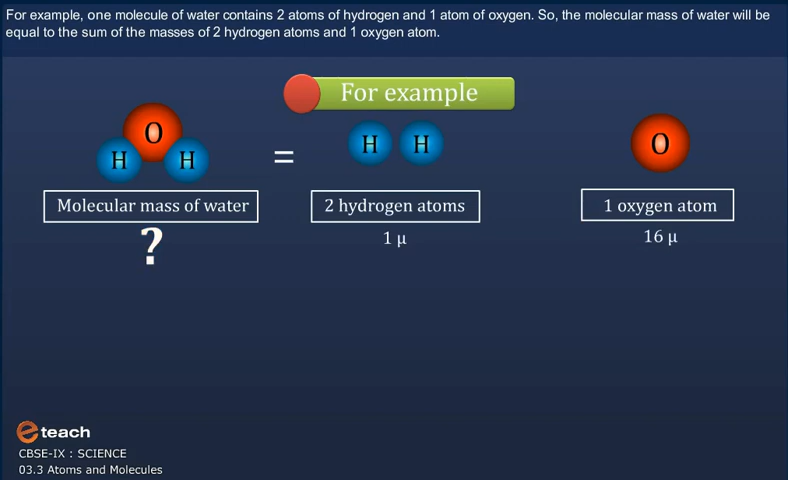 For example, one molecule of water contains 2 atoms of hydrogen and 1 atom of oxygen. So, the molecular mass of water will be
equal to the sum of the masses of 2 hydrogen atoms and 1 oxygen atom.
For example
O
H H
=
H H
O
Molecular mass of water
2 hydrogen atoms
1 oxygen atom
?
1 μ
16 μ
e teach
CBSE-IX : SCIENCE
03.3 Atoms and Molecules